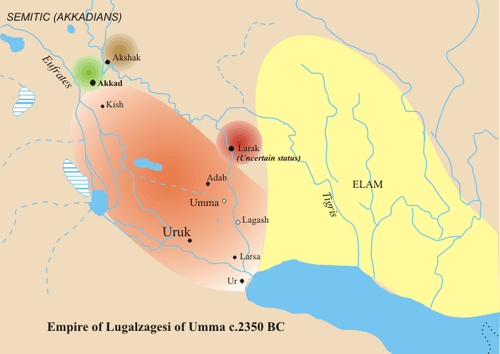 SEMITIC (AKKADIANS)
Akshak
Eufrates
Akkad
Kish
Larak
(Uncertain status)
Adab
ELAM
Umma
Tigris
Lagash
Uruk
Larsa
Ur
Empire of Lugalzagesi of Umma c.2350 BC